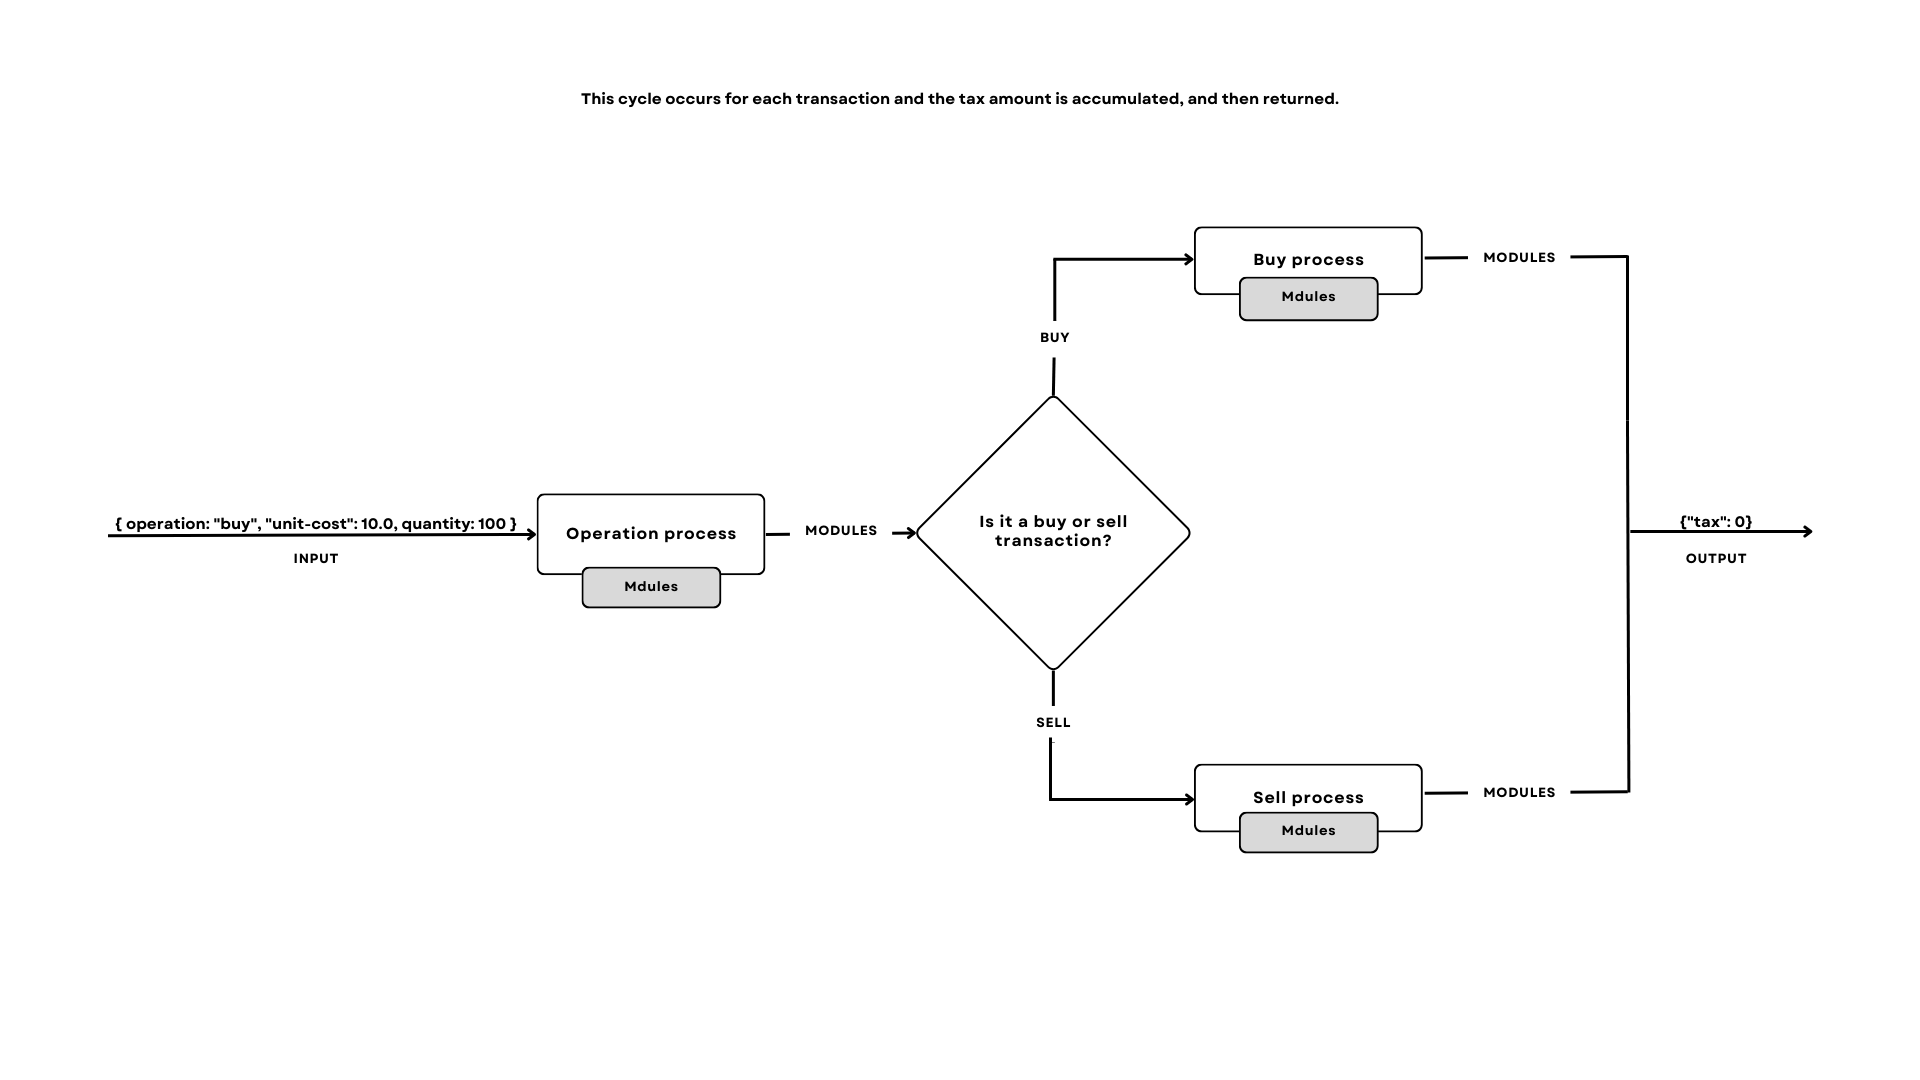 This cycle occurs for each transaction and the tax amount is accumulated, and then returned.
{ operation: "buy", "unit-cost": 10.0, quantity: 100 }
INPUT
Operation process
Mdules
MODULES
Is it a buy or sell
transaction?
BUY
Buy process
Mdules
MODULES
SELL
Sell process
Mdules
MODULES
{"tax": 0}
OUTPUT